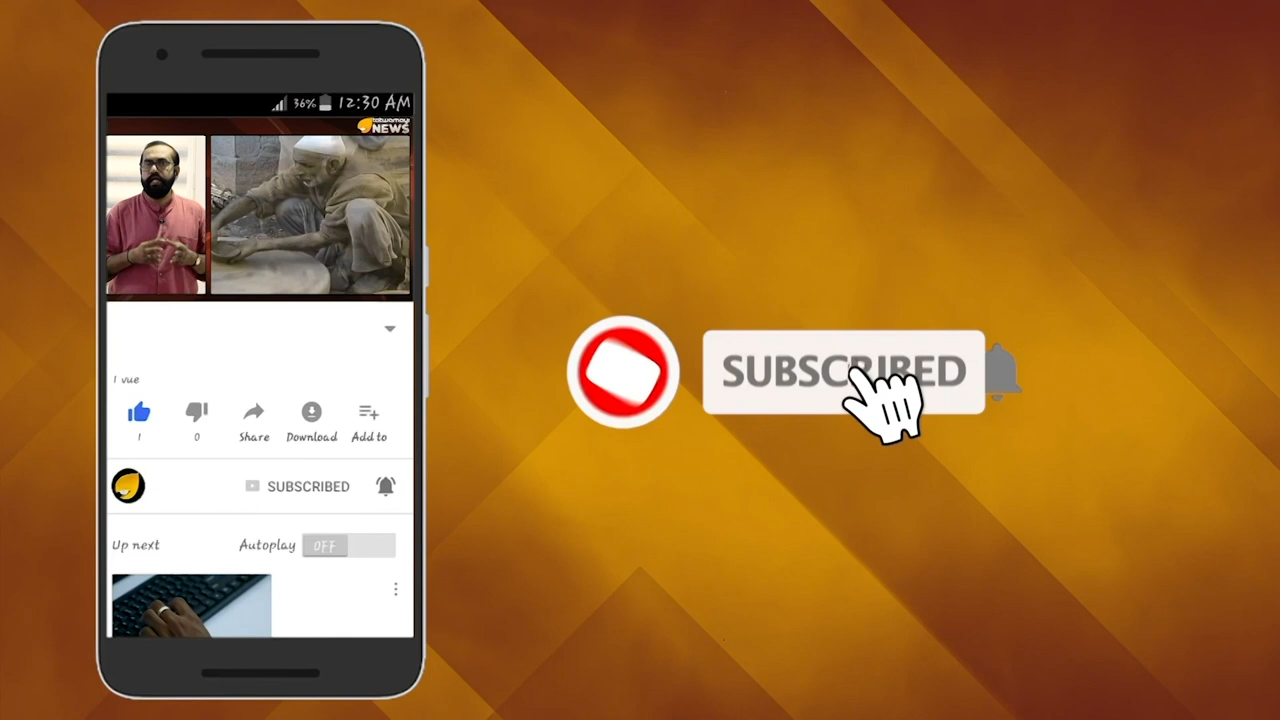 36% 12:30 AM
tatwamayi
NEWS
1 vue
1
0
Share
Download
Add to
SUBSCRIBED
Up next
Autoplay
OFF
SUBSCRIBED